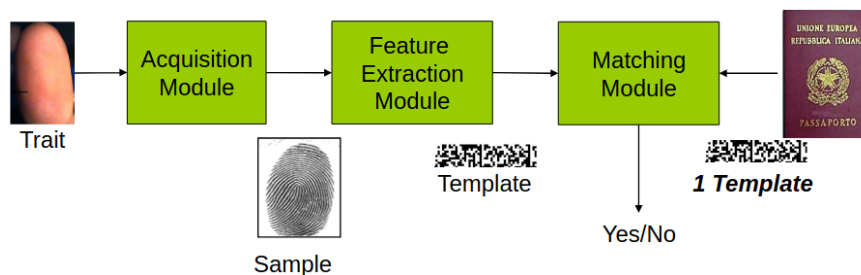 Acquisition
Module
Feature
Extraction
Module
Matching
Module
UNIONE EUROPEA
REPUBBLICA ITALIANA
PASSAPORTO
Trait
Template
1 Template
Yes/No
Sample